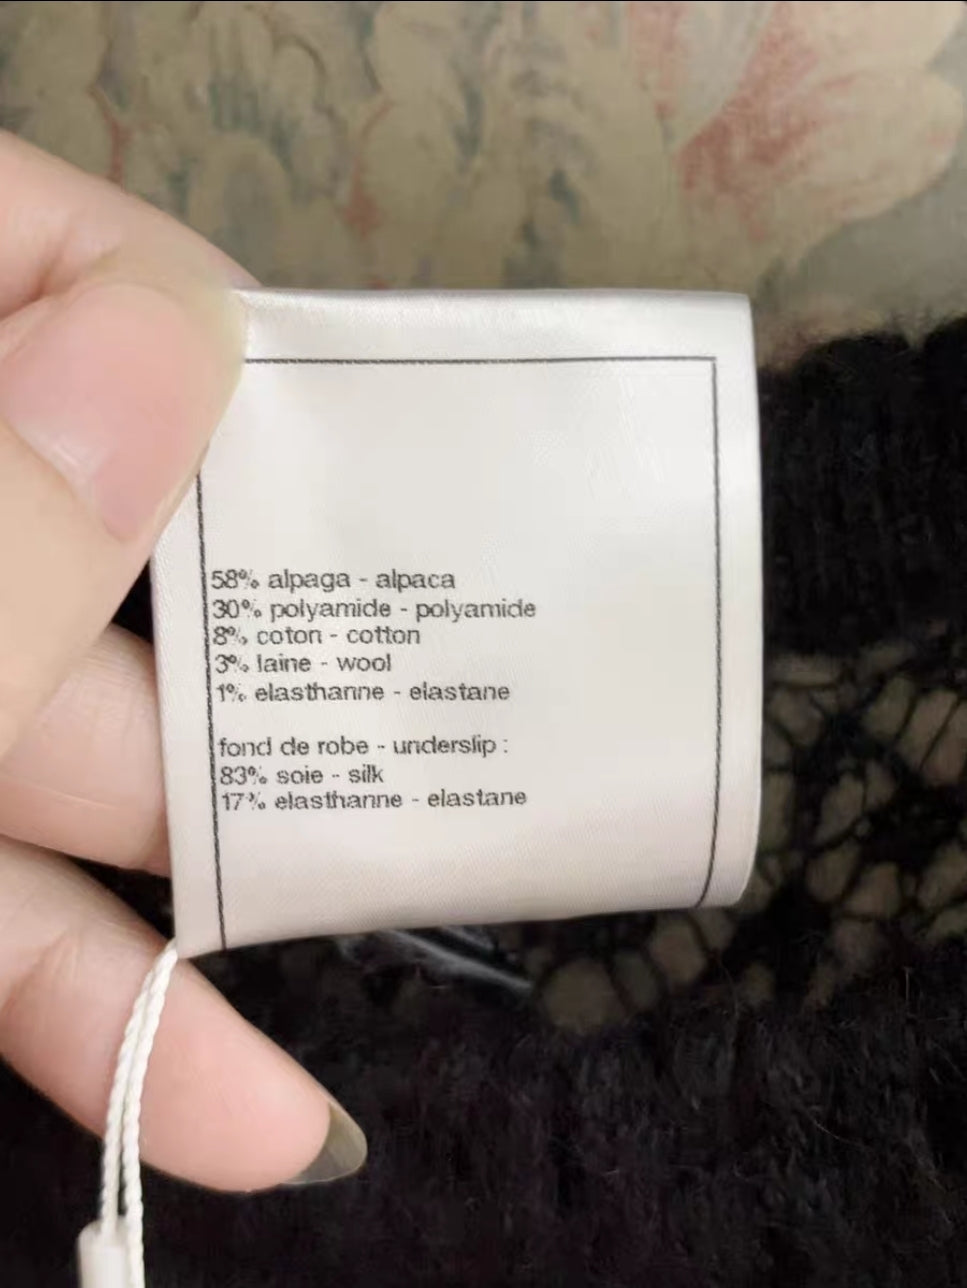 58% alpaga - alpaca
30% polyamide - polyamide
8% coton - cotton
3% laine - wool
1% elasthanne - elastane
fond de robe - underslip :
83% soie - silk
17% elasthanne - elastane